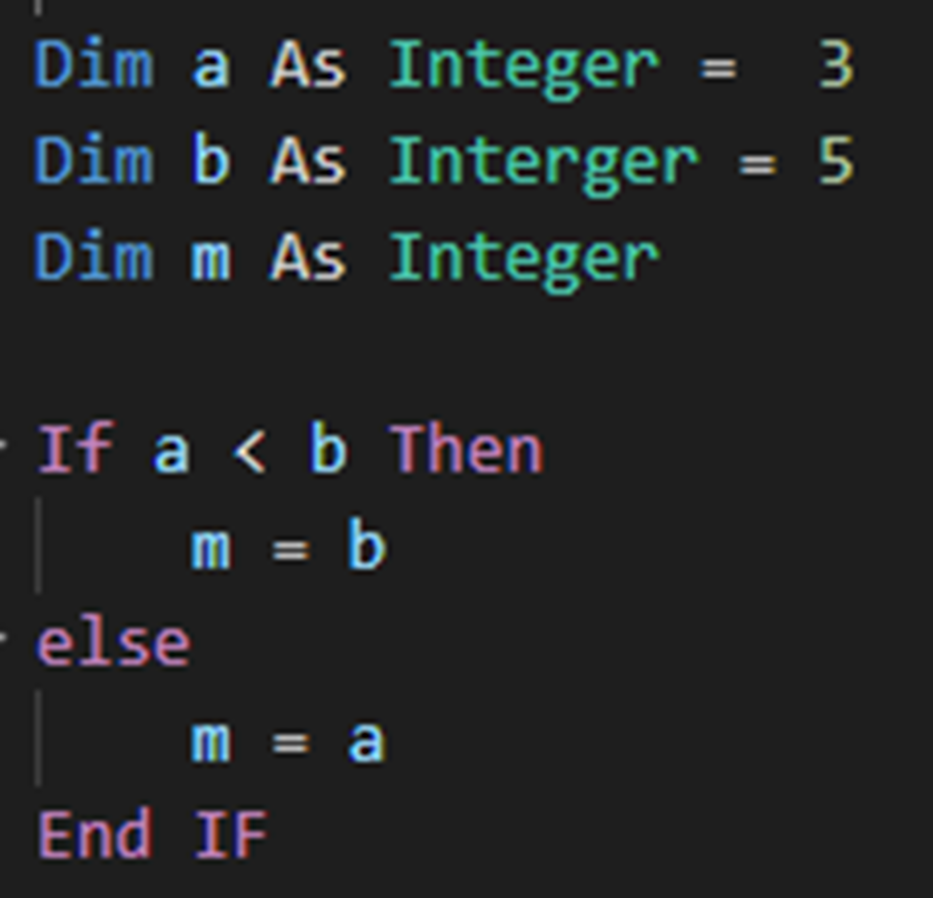 Dim a As Integer =  3
Dim b As Interger = 5
Dim m As Integer
If a < b Then
    m = b
else
    m = a
End IF